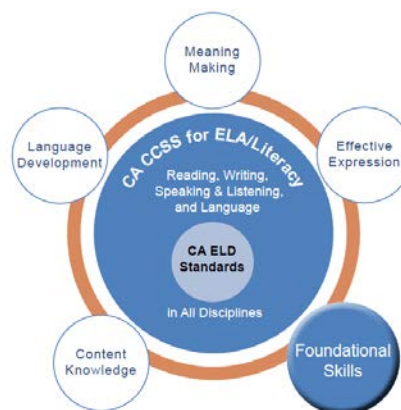 Meaning
Making
Language
Development
Effective
Expression
CA CCSS for ELA/Literacy
Reading, Writing,
Speaking & Listening,
and Language
CA ELD
Standards
in All Disciplines
Content
Knowledge
Foundational
Skills